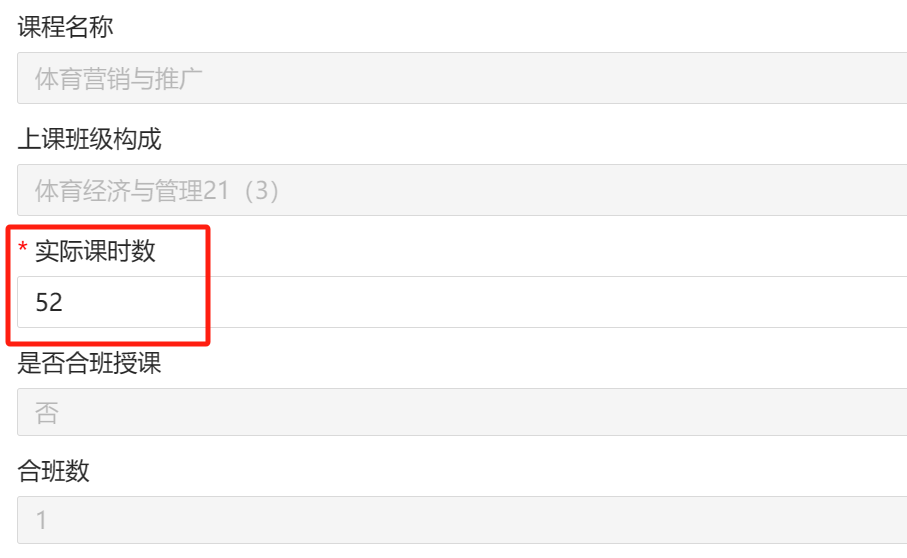 课程名称
体育营销与推广
上课班级构成
体育经济与管理21（3）
* 实际课时数
52
是否合班授课
否
合班数
1